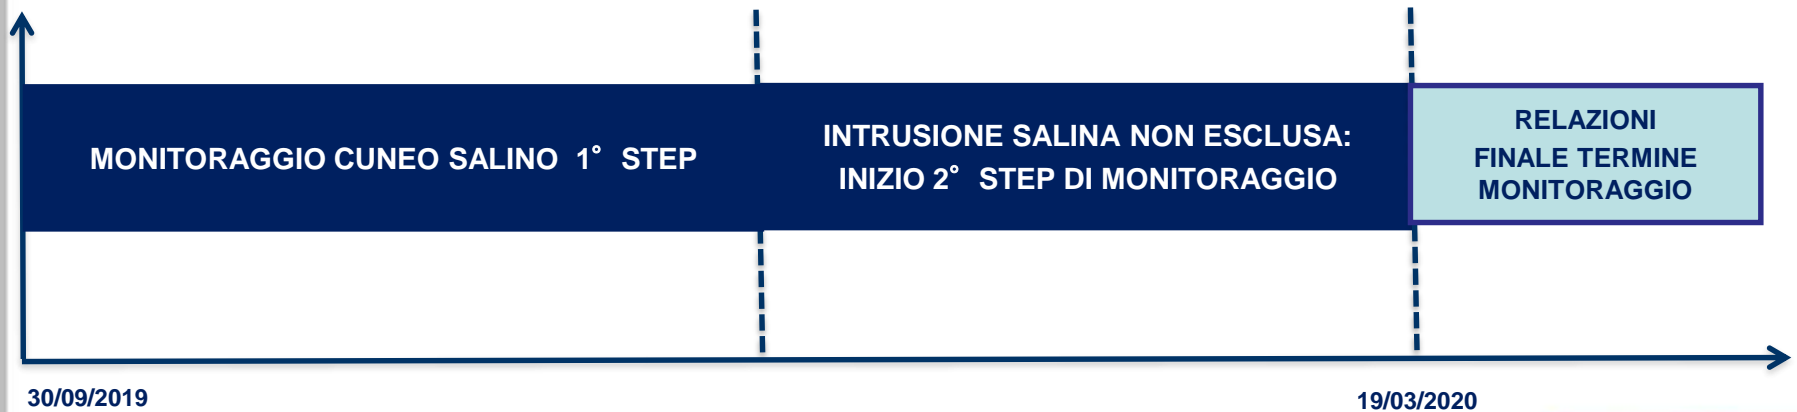 MONITORAGGIO CUNEO SALINO 1° STEP
INTRUSIONE SALINA NON ESCLUSA:
INIZIO 2° STEP DI MONITORAGGIO
RELAZIONI
FINALE TERMINE
MONITORAGGIO
30/09/2019
19/03/2020